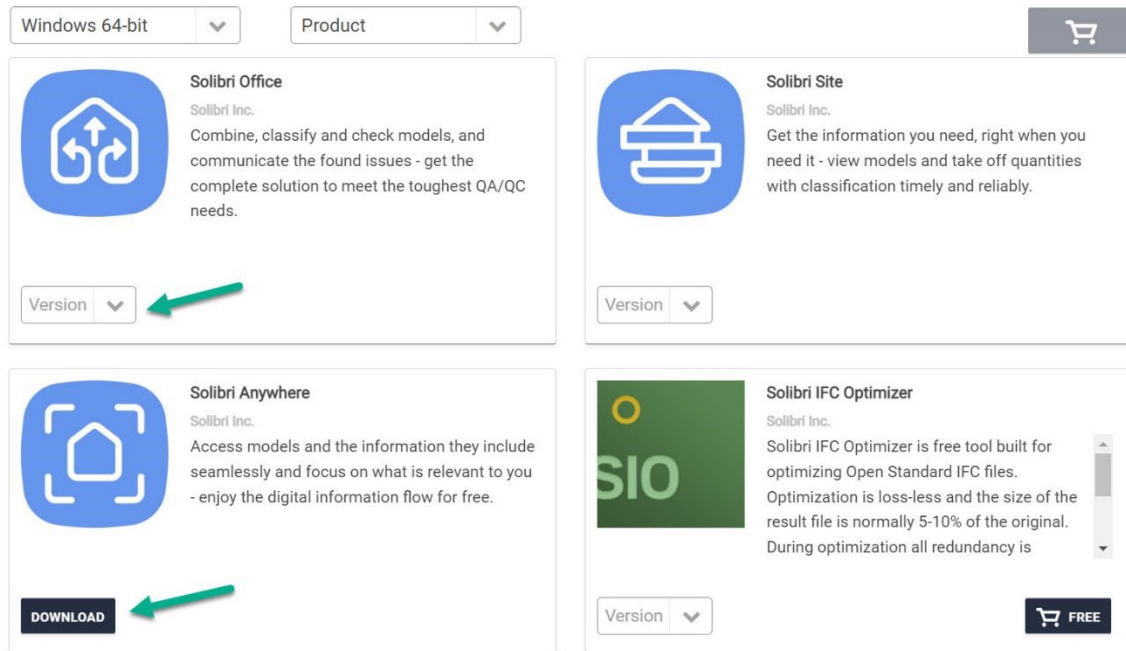 Windows 64-bit
Product
Solibri Office
Solibri Inc.
Combine, classify and check models, and
communicate the found issues - get the
complete solution to meet the toughest QA/QC
needs.
Version
Solibri Site
Solibri Inc.
Get the information you need, right when you
need it - view models and take off quantities
with classification timely and reliably.
Version
Solibri Anywhere
Solibri Inc.
Access models and the information they include
seamlessly and focus on what is relevant to you
- enjoy the digital information flow for free.
DOWNLOAD
SIO
Solibri IFC Optimizer
Solibri Inc.
Solibri IFC Optimizer is free tool built for
optimizing Open Standard IFC files.
Optimization is loss-less and the size of the
result file is normally 5-10% of the original.
During optimization all redundancy is
Version
FREE